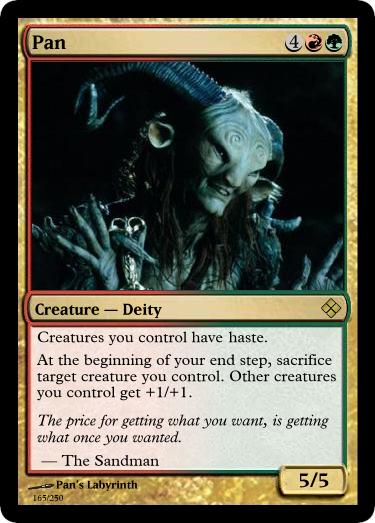 Pan 4
Creature — Deity
Creatures you control have haste.
At the beginning of your end step, sacrifice
target creature you control. Other creatures
you control get +1/+1.
The price for getting what you want, is getting
what once you wanted.
— The Sandman
Pan's Labyrinth
165/250
5/5